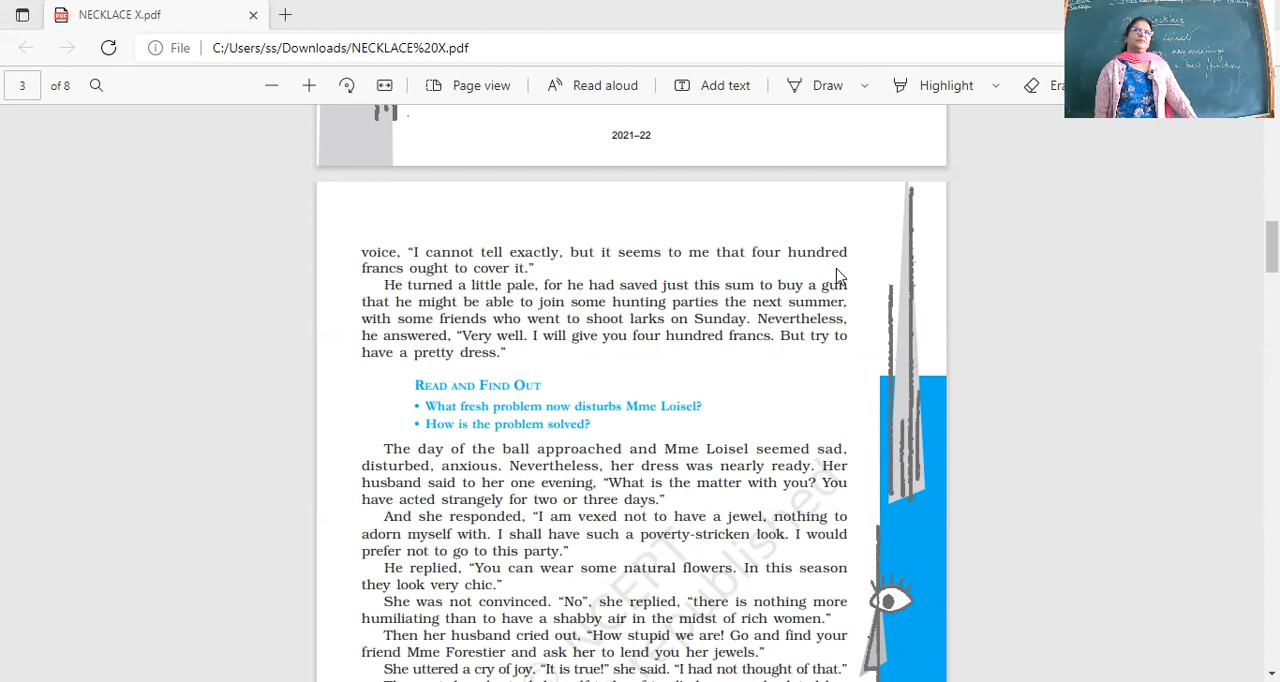 NECKLACE X.pdf
File C:/Users/ss/Downloads/NECKLACE%20X.pdf
3 of 8 Page view Read aloud Add text Draw Highlight
2021–22
voice, “I cannot tell exactly, but it seems to me that four hundred
francs ought to cover it.”
He turned a little pale, for he had saved just this sum to buy a gun
that he might be able to join some hunting parties the next summer,
with some friends who went to shoot larks on Sunday. Nevertheless,
he answered, “Very well. I will give you four hundred francs. But try to
have a pretty dress.”
READ AND FIND OUT
• What fresh problem now disturbs Mme Loisel?
• How is the problem solved?
The day of the ball approached and Mme Loisel seemed sad,
disturbed, anxious. Nevertheless, her dress was nearly ready. Her
husband said to her one evening, “What is the matter with you? You
have acted strangely for two or three days.”
And she responded, “I am vexed not to have a jewel, nothing to
adorn myself with. I shall have such a poverty-stricken look. I would
prefer not to go to this party.”
He replied, “You can wear some natural flowers. In this season
they look very chic.”
She was not convinced. “No”, she replied, “there is nothing more
humiliating than to have a shabby air in the midst of rich women.”
Then her husband cried out, “How stupid we are! Go and find your
friend Mme Forestier and ask her to lend you her jewels.”
She uttered a cry of joy. “It is true!” she said. “I had not thought of that.”
© NCERT
republished
Necklace
Loisel